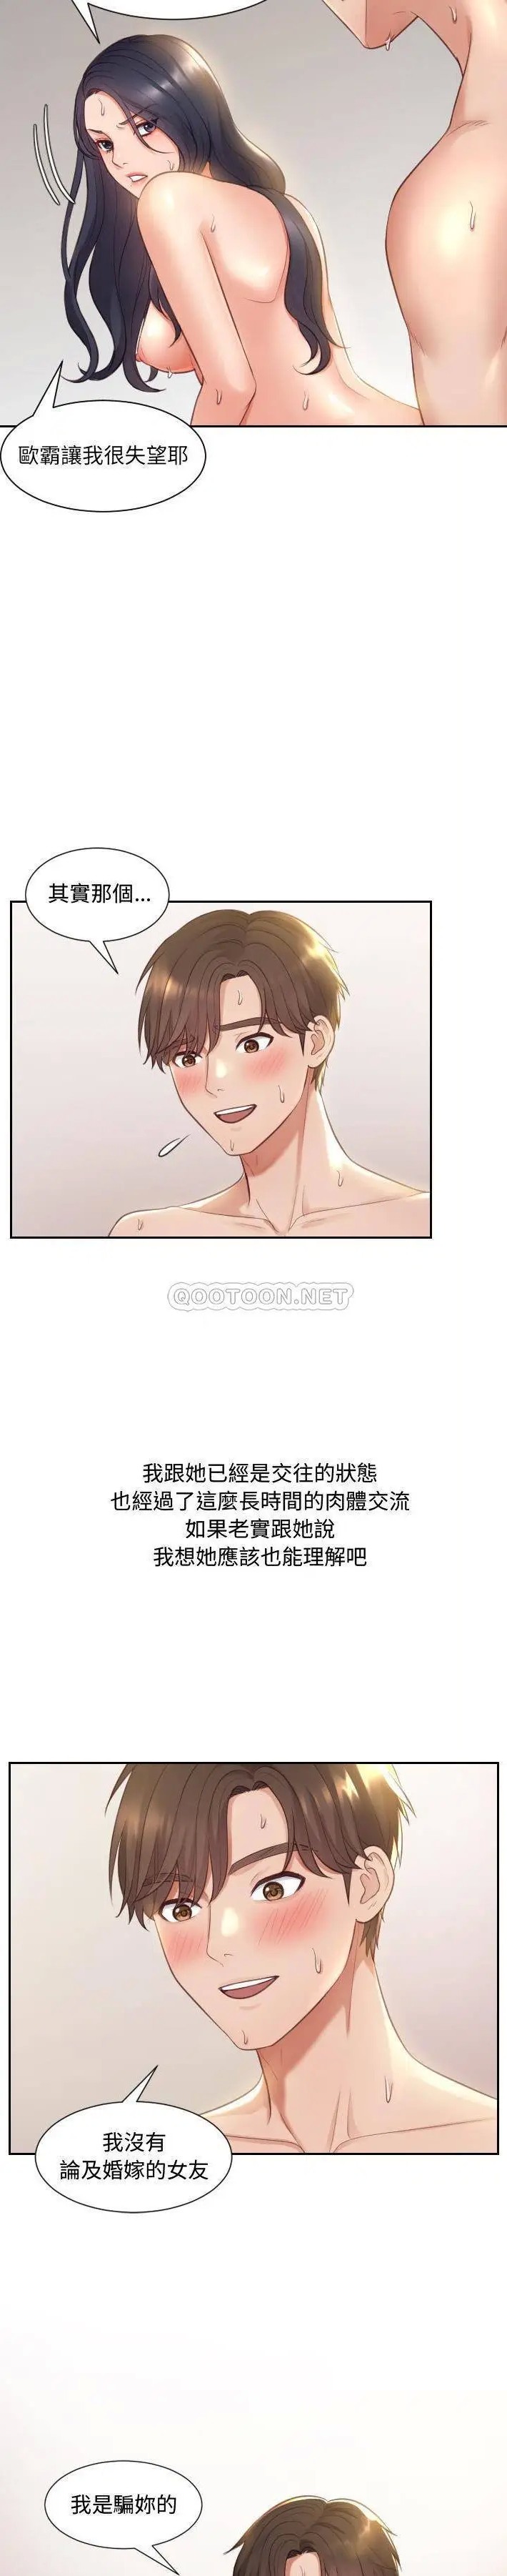 歐霸讓我很失望耶
其實那個...
QOOTOON.NET
我跟她已經是交往的狀態
也經過了這麼長時間的肉體交流
如果老實跟她說
我想她應該也能理解吧
我沒有
論及婚嫁的女友
我是騙妳的